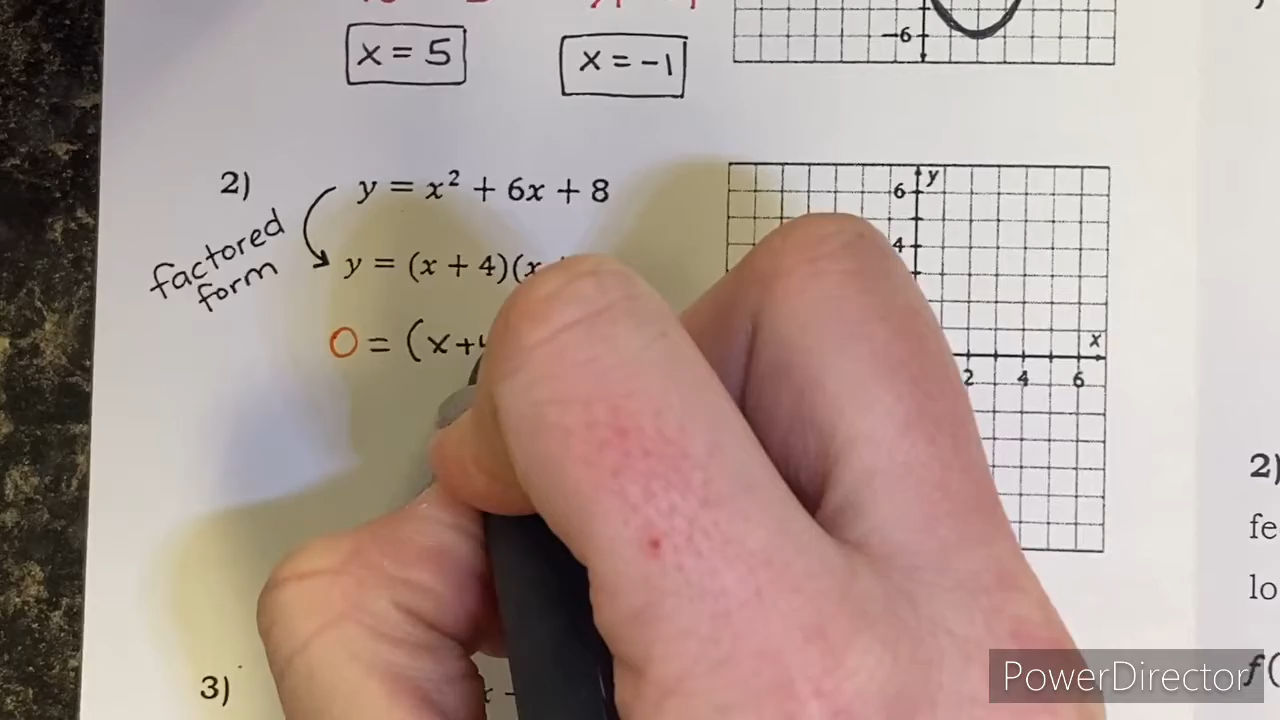 x = 5
x = -1
-6
2)
y = x² + 6x + 8
factored form
y = (x + 4)(x
0 = (x+4
6
y
4
x
2 4 6
3)
2)
fe
lo
f(
PowerDirector